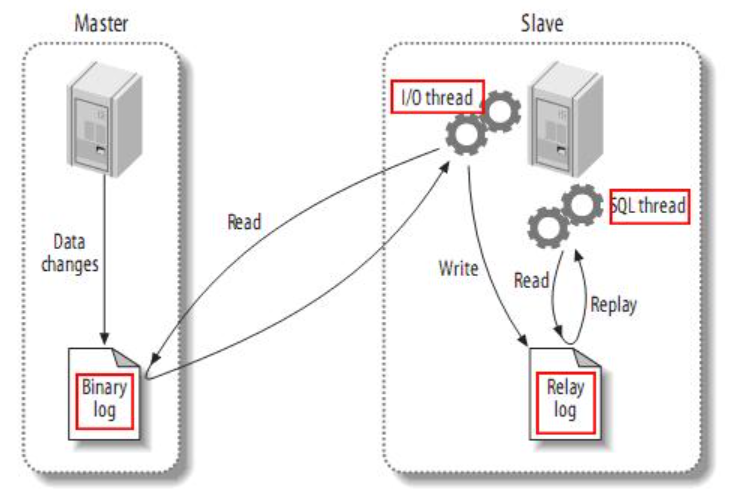 Master
Slave
I/O thread
SQL thread
Read
Data
changes
Write
Read
Replay
Binary
log
Relay
log